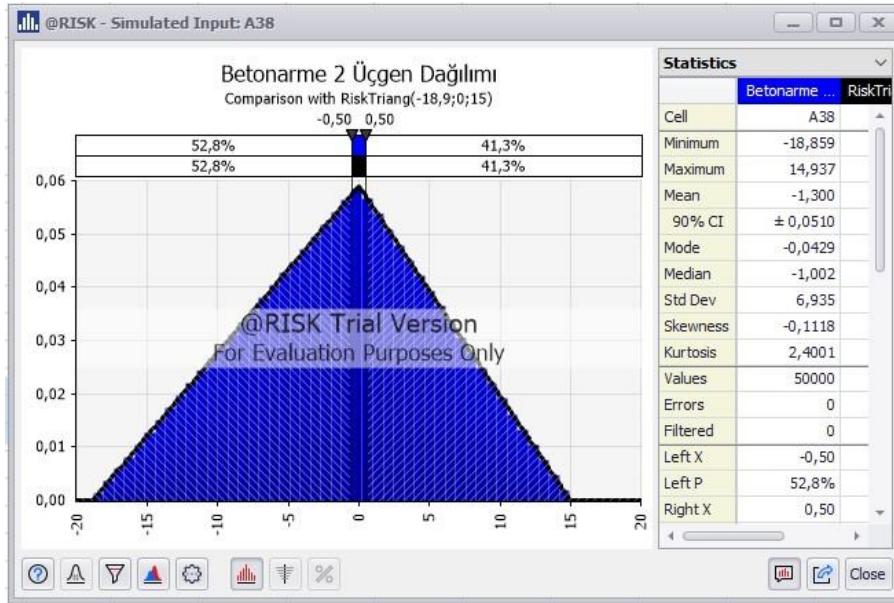 @RISK - Simulated Input: A38
Betonarme 2 Üçgen Dağılımı
Comparison with RiskTriang(-18,9;0;15)
-0,50 0,50
52,8% 41,3%
52,8% 41,3%
0,06
0,05
0,04
0,03
0,02
0,01
0,00
-20 -15 -10 -5 0 5 10 15 20
@RISK Trial Version
For Evaluation Purposes Only
Statistics
Betonarme ... RiskTri
Cell A38
Minimum -18,859
Maximum 14,937
Mean -1,300
90% CI ± 0,0510
Mode -0,0429
Median -1,002
Std Dev 6,935
Skewness -0,1118
Kurtosis 2,4001
Values 50000
Errors 0
Filtered 0
Left X -0,50
Left P 52,8%
Right X 0,50
Close